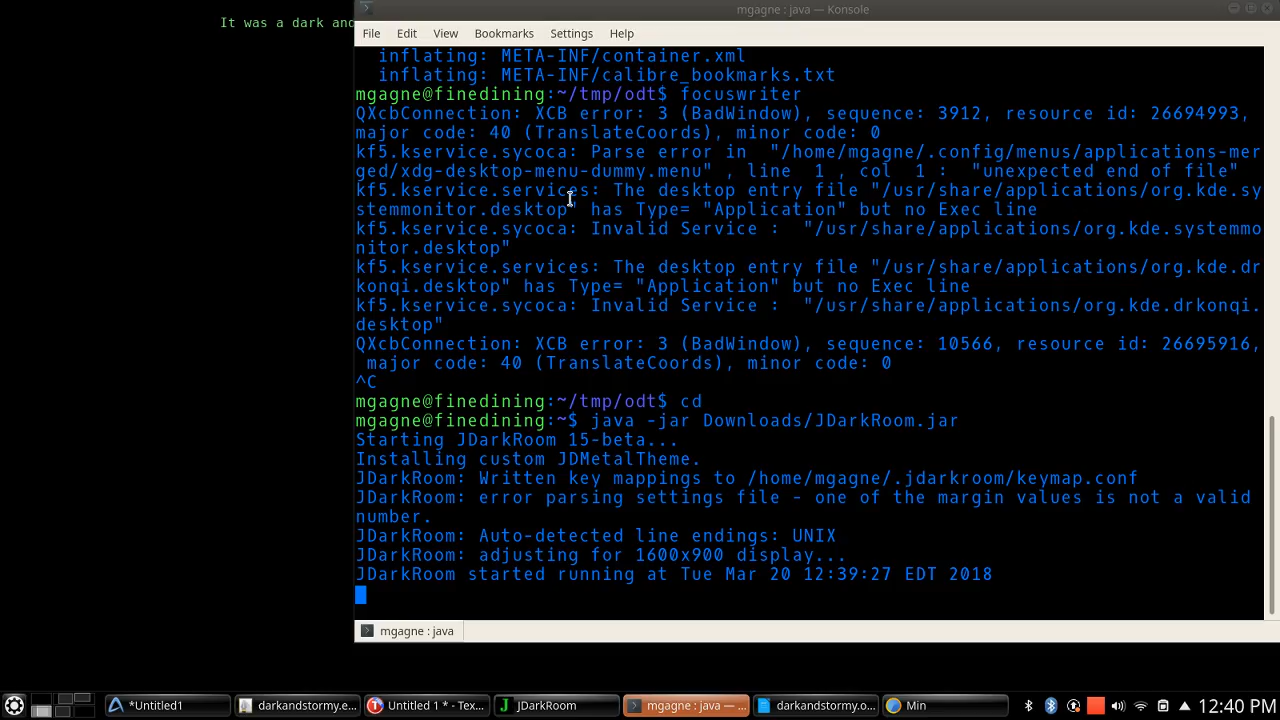 mgagne : java — Konsole
It was a dark and
File Edit View Bookmarks Settings Help
inflating: META-INF/container.xml
inflating: META-INF/calibre_bookmarks.txt
mgagne@finedining:~/tmp/odt$ focuswriter
QXcbConnection: XCB error: 3 (BadWindow), sequence: 3912, resource id: 26694993,
major code: 40 (TranslateCoords), minor code: 0
kf5.kservice.sycoca: Parse error in "/home/mgagne/.config/menus/applications-mer
ged/xdg-desktop-menu-dummy.menu" , line 1 , col 1 : "unexpected end of file"
kf5.kservice.services: The desktop entry file "/usr/share/applications/org.kde.sy
stemmonitor.desktop" has Type= "Application" but no Exec line
kf5.kservice.sycoca: Invalid Service : "/usr/share/applications/org.kde.systemmo
nitor.desktop"
kf5.kservice.services: The desktop entry file "/usr/share/applications/org.kde.dr
konqi.desktop" has Type= "Application" but no Exec line
kf5.kservice.sycoca: Invalid Service : "/usr/share/applications/org.kde.drkonqi.
desktop"
QXcbConnection: XCB error: 3 (BadWindow), sequence: 10566, resource id: 26695916,
major code: 40 (TranslateCoords), minor code: 0
^C
mgagne@finedining:~/tmp/odt$ cd
mgagne@finedining:~$ java -jar Downloads/JDarkRoom.jar
Starting JDarkRoom 15-beta...
Installing custom JDMetalTheme.
JDarkRoom: Written key mappings to /home/mgagne/.jdarkroom/keymap.conf
JDarkRoom: error parsing settings file - one of the margin values is not a valid
number.
JDarkRoom: Auto-detected line endings: UNIX
JDarkRoom: adjusting for 1600x900 display...
JDarkRoom started running at Tue Mar 20 12:39:27 EDT 2018
mgagne : java
*Untitled1 darkandstormy.e... Untitled 1 * - Tex... JDarkRoom mgagne : java — ... darkandstormy.o... Min 12:40 PM